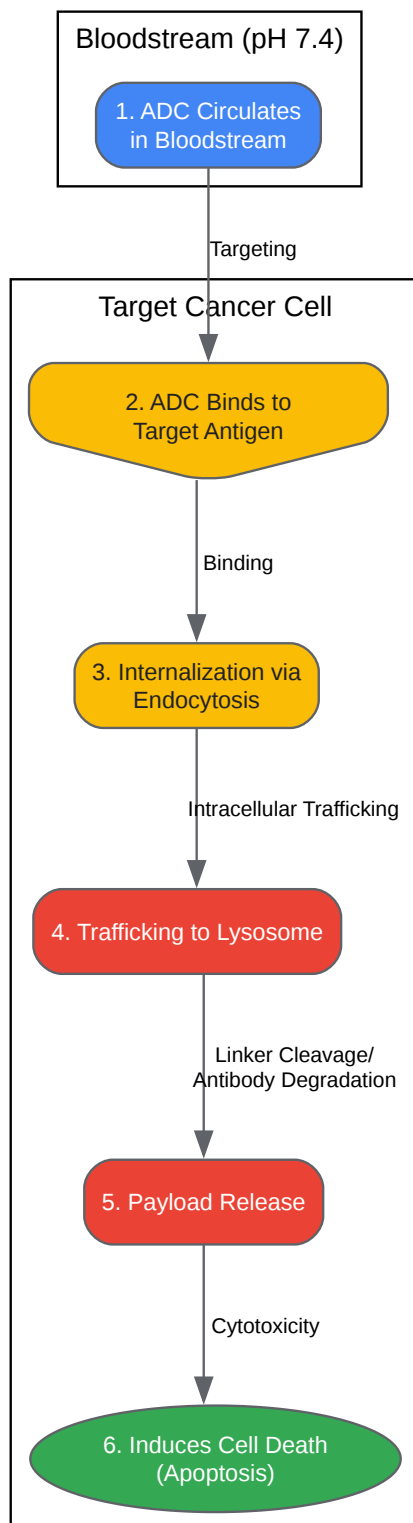 Bloodstream (pH 7.4)
1. ADC Circulates
in Bloodstream
Targeting
Target Cancer Cell
2. ADC Binds to
Target Antigen
Binding
3. Internalization via
Endocytosis
Intracellular Trafficking
4. Trafficking to Lysosome
Linker Cleavage/
Antibody Degradation
5. Payload Release
Cytotoxicity
6. Induces Cell Death
(Apoptosis)